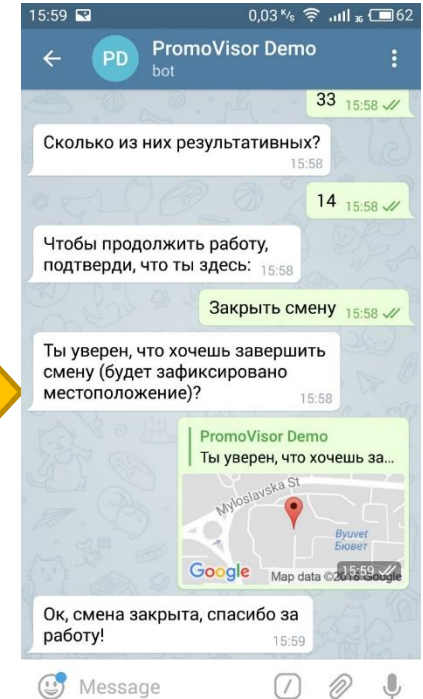 15:59 0,03 K/s 3G 62
PD PromoVisor Demo
bot
33 15:58
Сколько из них результативных?
15:58
14 15:58
Чтобы продолжить работу,
подтверди, что ты здесь: 15:58
Закрыть смену 15:58
Ты уверен, что хочешь завершить
смену (будет зафиксировано
местоположение)?
15:58
PromoVisor Demo
Ты уверен, что хочешь за...
Myloslavska St
Byuvet
Бювет
Google Map data ©2018 Google
15:59
Ок, смена закрыта, спасибо за
работу!
15:59
Message